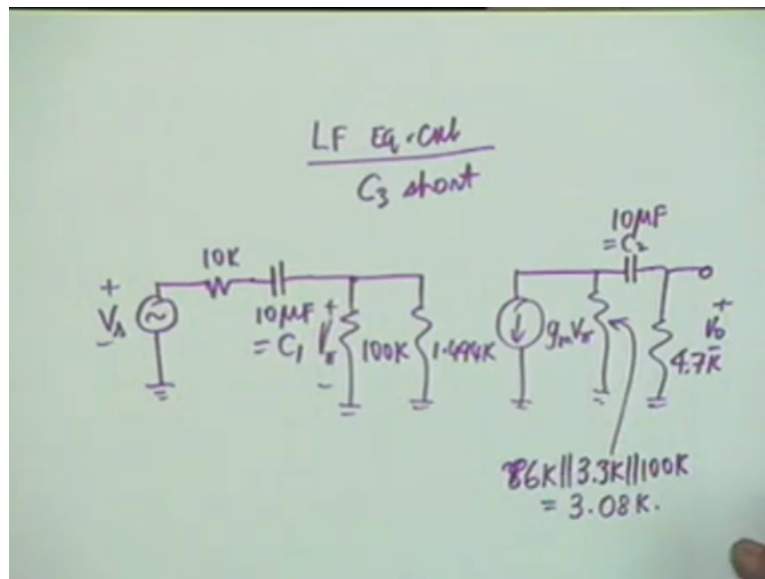 LF Eq. Ckt
C3 short
10K
10μF
= C2
+
Vs
-
10μF
= C1
+
Vπ
-
100K
1.494K
gmVπ
+
Vo
-
4.7K
86K||3.3K||100K
= 3.08K.